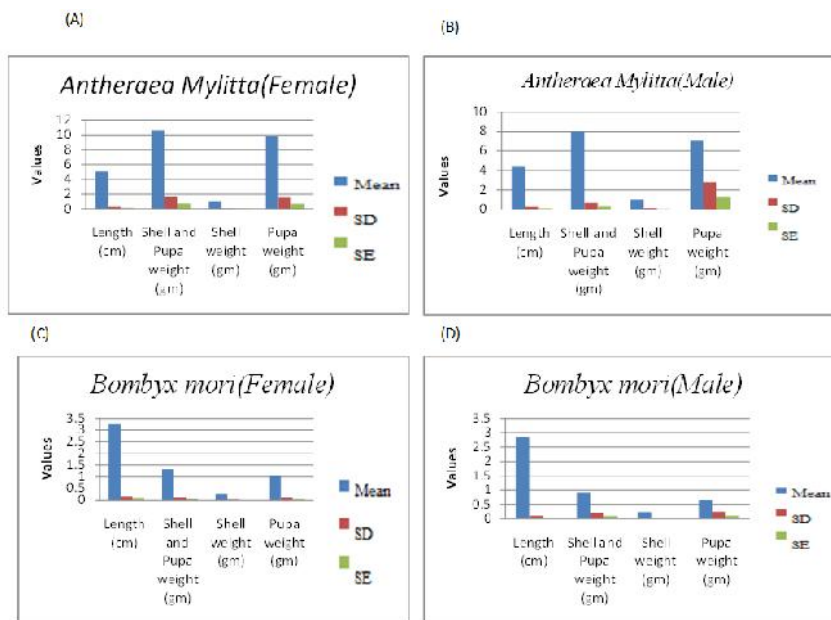 (A)
Antheraea Mylitta(Female)
Values
12
10
8
6
4
2
0
Length (cm)
Shell and Pupa weight (gm)
Shell weight (gm)
Pupa weight (gm)
Mean
SD
SE
(B)
Antheraea Mylitta(Male)
Values
10
8
6
4
2
0
Length (cm)
Shell and Pupa weight (gm)
Shell weight (gm)
Pupa weight (gm)
Mean
SD
SE
(C)
Bombyx mori(Female)
Values
3.5
3
2.5
2
1.5
1
0.5
0
Length (cm)
Shell and Pupa weight (gm)
Shell weight (gm)
Pupa weight (gm)
Mean
SD
SE
(D)
Bombyx mori(Male)
Values
3.5
3
2.5
2
1.5
1
0.5
0
Length (cm)
Shell and Pupa weight (gm)
Shell weight (gm)
Pupa weight (gm)
Mean
SD
SE